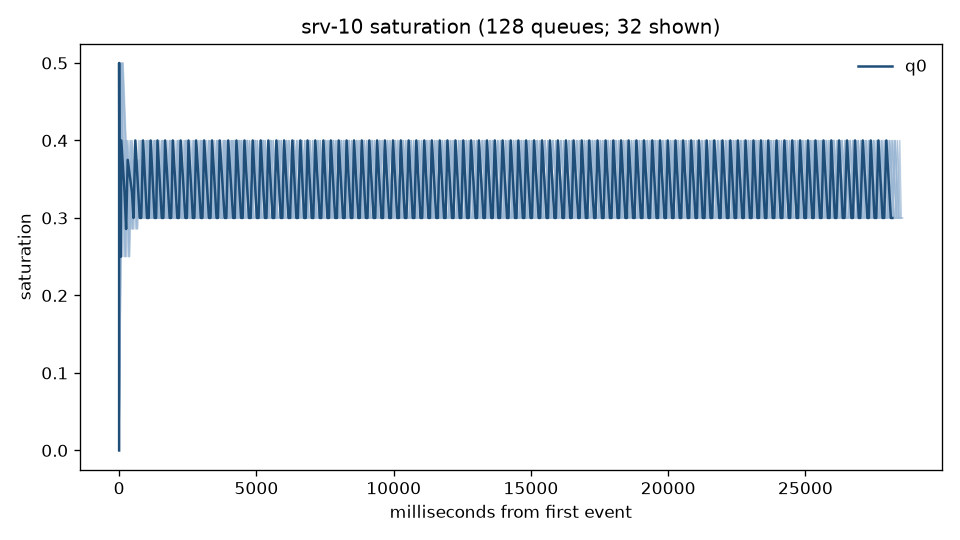 srv-10 saturation (128 queues; 32 shown)
q0
0.5
0.4
0.3
0.2
0.1
0.0
saturation
0 5000 10000 15000 20000 25000
milliseconds from first event